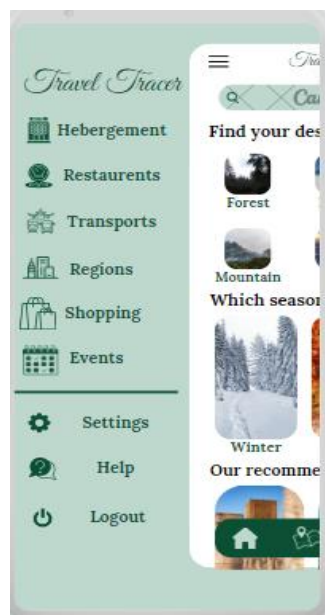 Travel Tracer
Hebergement
Restaurents
Transports
Regions
Shopping
Events
Settings
Help
Logout
Find your des
Forest
Mountain
Which season
Winter
Our recomme